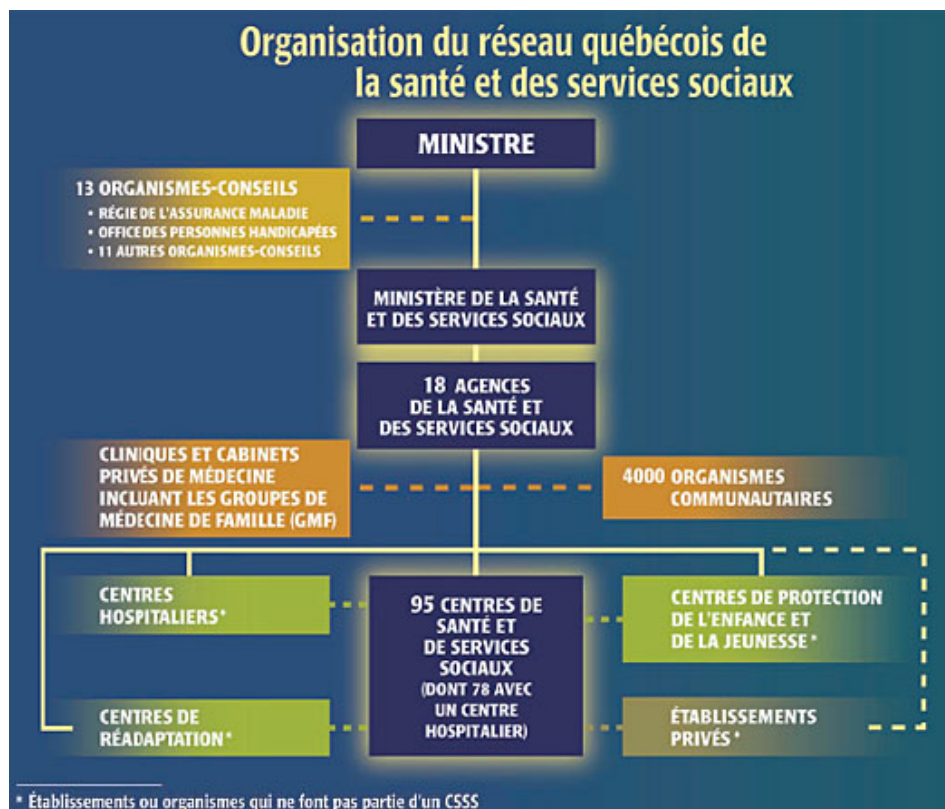 Organisation du réseau québécois de
la santé et des services sociaux
MINISTRE
13 ORGANISMES-CONSEILS
• RÉGIE DE L'ASSURANCE MALADIE
• OFFICE DES PERSONNES HANDICAPÉES
• 11 AUTRES ORGANISMES-CONSEILS
MINISTÈRE DE LA SANTÉ
ET DES SERVICES SOCIAUX
18 AGENCES
DE LA SANTÉ ET
DES SERVICES SOCIAUX
CLINIQUES ET CABINETS
PRIVÉS DE MÉDECINE
INCLUANT LES GROUPES DE
MÉDECINE DE FAMILLE (GMF)
4000 ORGANISMES
COMMUNAUTAIRES
CENTRES
HOSPITALIERS*
95 CENTRES DE
SANTÉ ET
DE SERVICES
SOCIAUX
(DONT 78 AVEC
UN CENTRE
HOSPITALIER)
CENTRES DE PROTECTION
DE L'ENFANCE ET
DE LA JEUNESSE*
CENTRES DE
RÉADAPTATION*
ÉTABLISSEMENTS
PRIVÉS*
* Établissements ou organismes qui ne font pas partie d'un CSSS